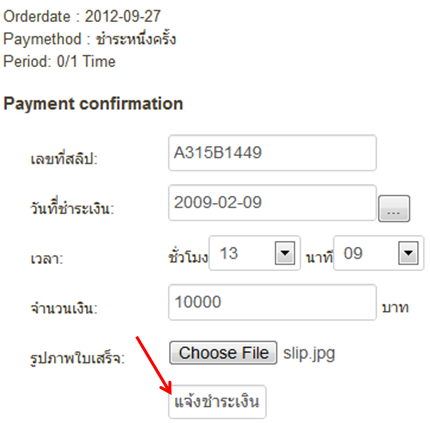 Orderdate : 2012-09-27
Paymethod : ชำระหนึ่งครั้ง
Period: 0/1 Time
Payment confirmation
เลขที่สลิป: A315B1449
วันที่ชำระเงิน: 2009-02-09 ...
เวลา: ชั่วโมง 13 นาที 09
จำนวนเงิน: 10000 บาท
รูปภาพใบเสร็จ: Choose File slip.jpg
แจ้งชำระเงิน